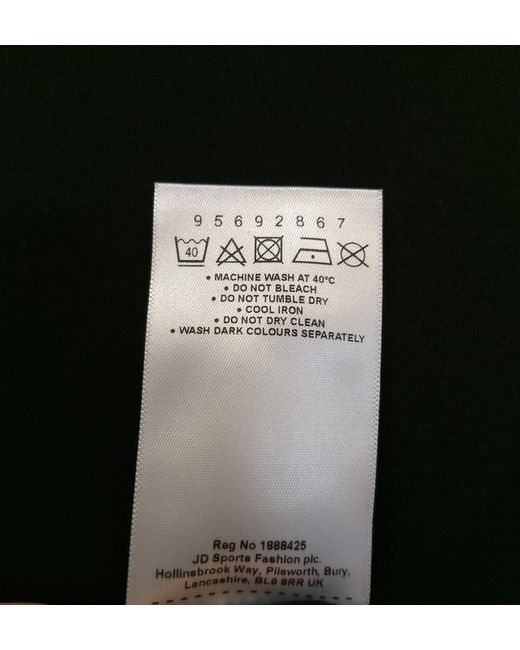 95692867
40
• MACHINE WASH AT 40°C
• DO NOT BLEACH
• DO NOT TUMBLE DRY
• COOL IRON
• DO NOT DRY CLEAN
• WASH DARK COLOURS SEPARATELY
Reg No 1888425
JD Sports Fashion plc.
Hollinsbrook Way, Pilsworth, Bury,
Lancashire, BL9 8RR UK